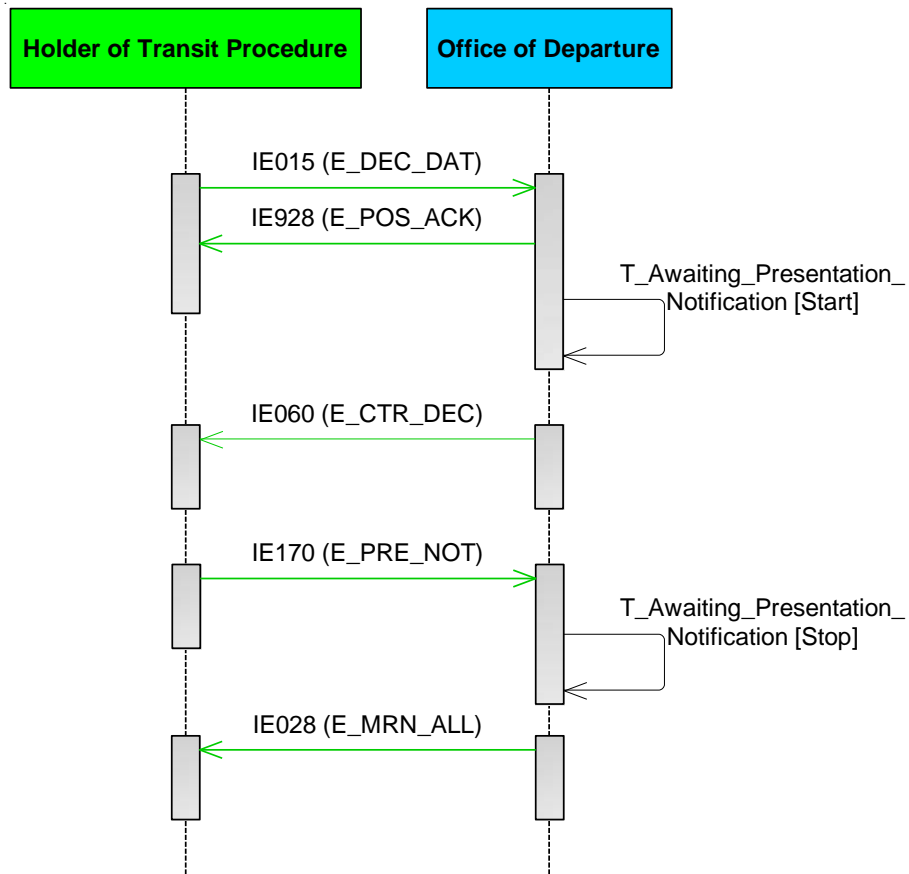 Holder of Transit Procedure
Office of Departure
IE015 (E_DEC_DAT)
IE928 (E_POS_ACK)
T_Awaiting_Presentation_
Notification [Start]
IE060 (E_CTR_DEC)
IE170 (E_PRE_NOT)
T_Awaiting_Presentation_
Notification [Stop]
IE028 (E_MRN_ALL)